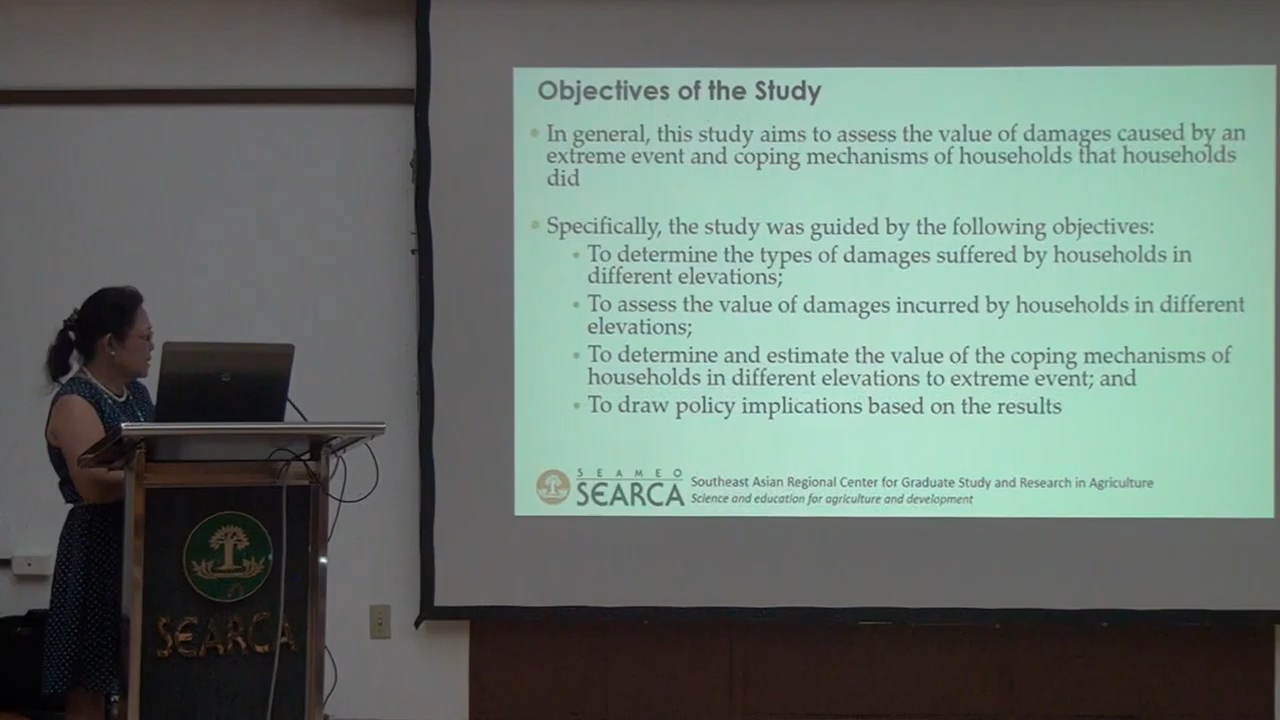 Objectives of the Study
In general, this study aims to assess the value of damages caused by an
extreme event and coping mechanisms of households that households
did
Specifically, the study was guided by the following objectives:
To determine the types of damages suffered by households in
different elevations;
To assess the value of damages incurred by households in different
elevations;
To determine and estimate the value of the coping mechanisms of
households in different elevations to extreme event; and
To draw policy implications based on the results
SEAMEO
SEARCA
Southeast Asian Regional Center for Graduate Study and Research in Agriculture
Science and education for agriculture and development
SEARCA